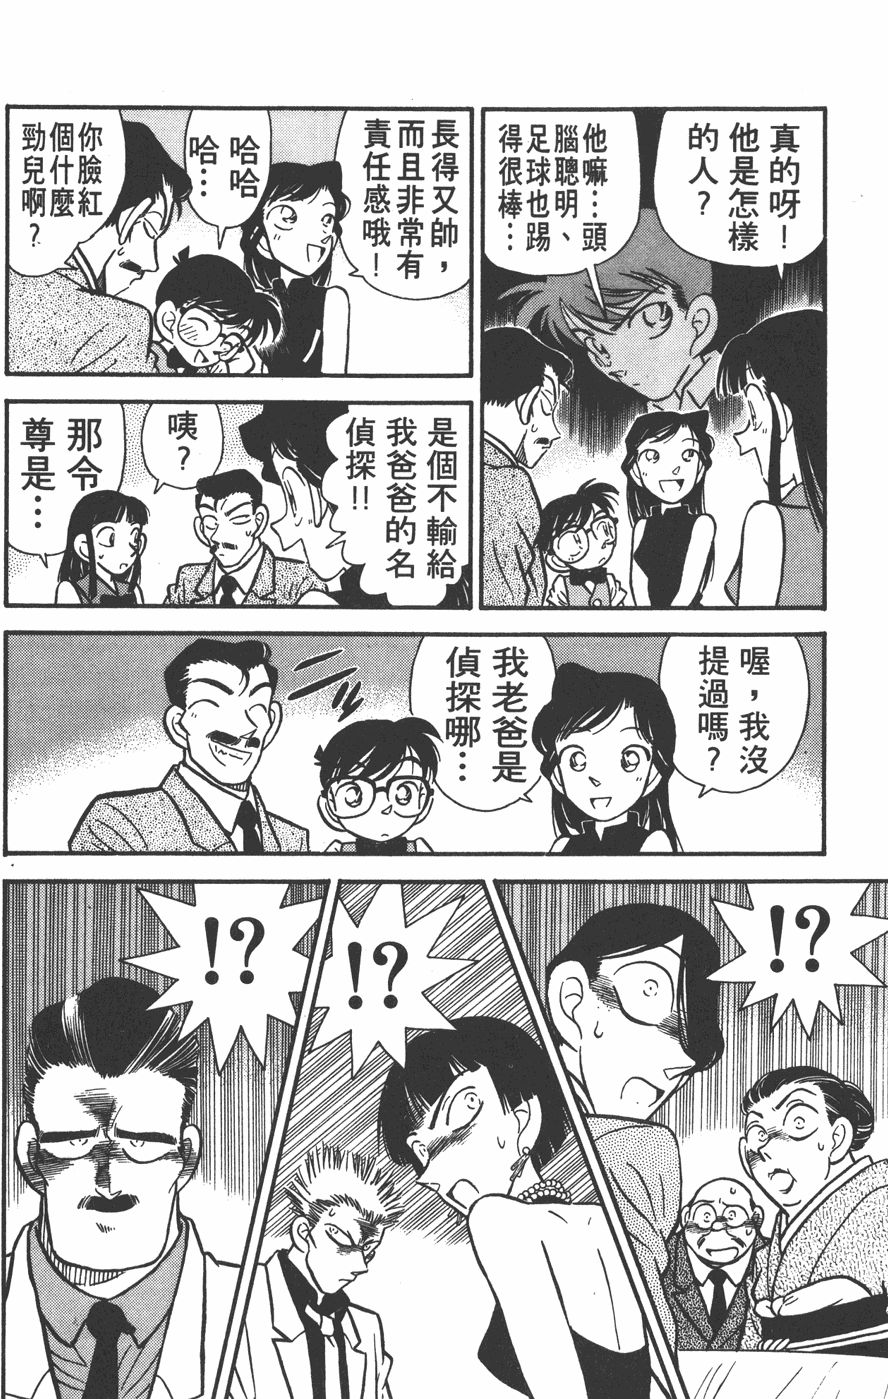 真的呀！
他是怎樣
的人？
他嘛…頭
腦聰明、
足球也踢
得很棒…
長得又帥，
而且非常有
責任感哦！
哈哈
哈…
你臉紅
個什麼
勁兒啊？
是個不輸給
我爸爸的名
偵探!!
咦？
那令
尊是…
喔，我沒
提過嗎？
我老爸是
偵探哪…
!?
!?
!?